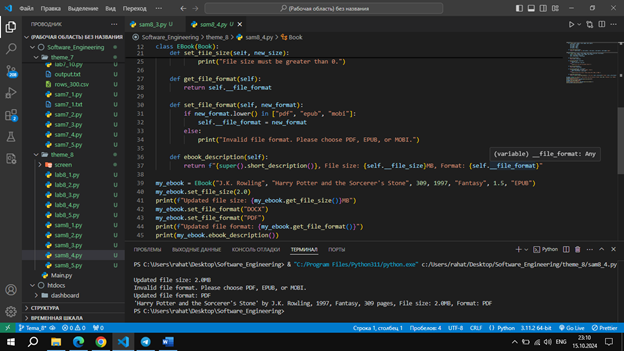 Файл Правка Выделение Вид Переход ···
(Рабочая область) без названия
ПРОВОДНИК ···
(РАБОЧАЯ ОБЛАСТЬ) БЕЗ НАЗВАНИЯ
Software_Engineering
theme_7
lab7_10.py U
output.txt U
rows_300.csv U
sam7_1.py U
sam7_1.txt U
sam7_2.py U
sam7_3.py U
sam7_4.py U
sam7_5.py U
theme_8
screen
lab8_1.py U
lab8_2.py U
lab8_3.py U
lab8_4.py U
lab8_5.py U
sam8_1.py U
sam8_2.py U
sam8_3.py U
sam8_4.py U
sam8_5.py U
Main.py
htdocs
dashboard
СТРУКТУРА
ВРЕМЕННАЯ ШКАЛА
sam8_3.py U
sam8_4.py U
Software_Engineering > theme_8 > sam8_4.py > Book
12 class EBook(Book):
21 def set_file_size(self, new_size):
25 print("File size must be greater than 0.")
26
27 def get_file_format(self):
28 return self.__file_format
29
30 def set_file_format(self, new_format):
31 if new_format.lower() in ["pdf", "epub", "mobi"]:
32 self.__file_format = new_format
33 else:
34 print("Invalid file format. Please choose PDF, EPUB, or MOBI.")
35
(variable) __file_format: Any
36 def ebook_description(self):
37 return f"{super().short_description()}, File size: {self.__file_size}MB, Format: {self.__file_format}"
38
39 my_ebook = EBook("J.K. Rowling", "Harry Potter and the Sorcerer's Stone", 309, 1997, "Fantasy", 1.5, "EPUB")
40 my_ebook.set_file_size(2.0)
41 print(f"Updated file size: {my_ebook.get_file_size()}MB")
42 my_ebook.set_file_format("DOCX")
43 my_ebook.set_file_format("PDF")
44 print(f"Updated file format: {my_ebook.get_file_format()}")
45 print(my_ebook.ebook_description())
ПРОБЛЕМЫ ВЫХОДНЫЕ ДАННЫЕ КОНСОЛЬ ОТЛАДКИ ТЕРМИНАЛ ПОРТЫ
Python
PS C:\Users\rahat\Desktop\Software_Engineering> & "C:/Program Files/Python311/python.exe" c:/Users/rahat/Desktop/Software_Engineering/theme_8/sam8_4.py
Updated file size: 2.0MB
Invalid file format. Please choose PDF, EPUB, or MOBI.
Updated file format: PDF
'Harry Potter and the Sorcerer's Stone' by J.K. Rowling, 1997, Fantasy, 309 pages, File size: 2.0MB, Format: PDF
PS C:\Users\rahat\Desktop\Software_Engineering>
Tema_8* 0 0 0 Строка 1, столбец 1 Пробелов: 4 UTF-8 CRLF Python 3.11.2 64-bit Go Live Prettier
ENG
23:10
15.10.2024